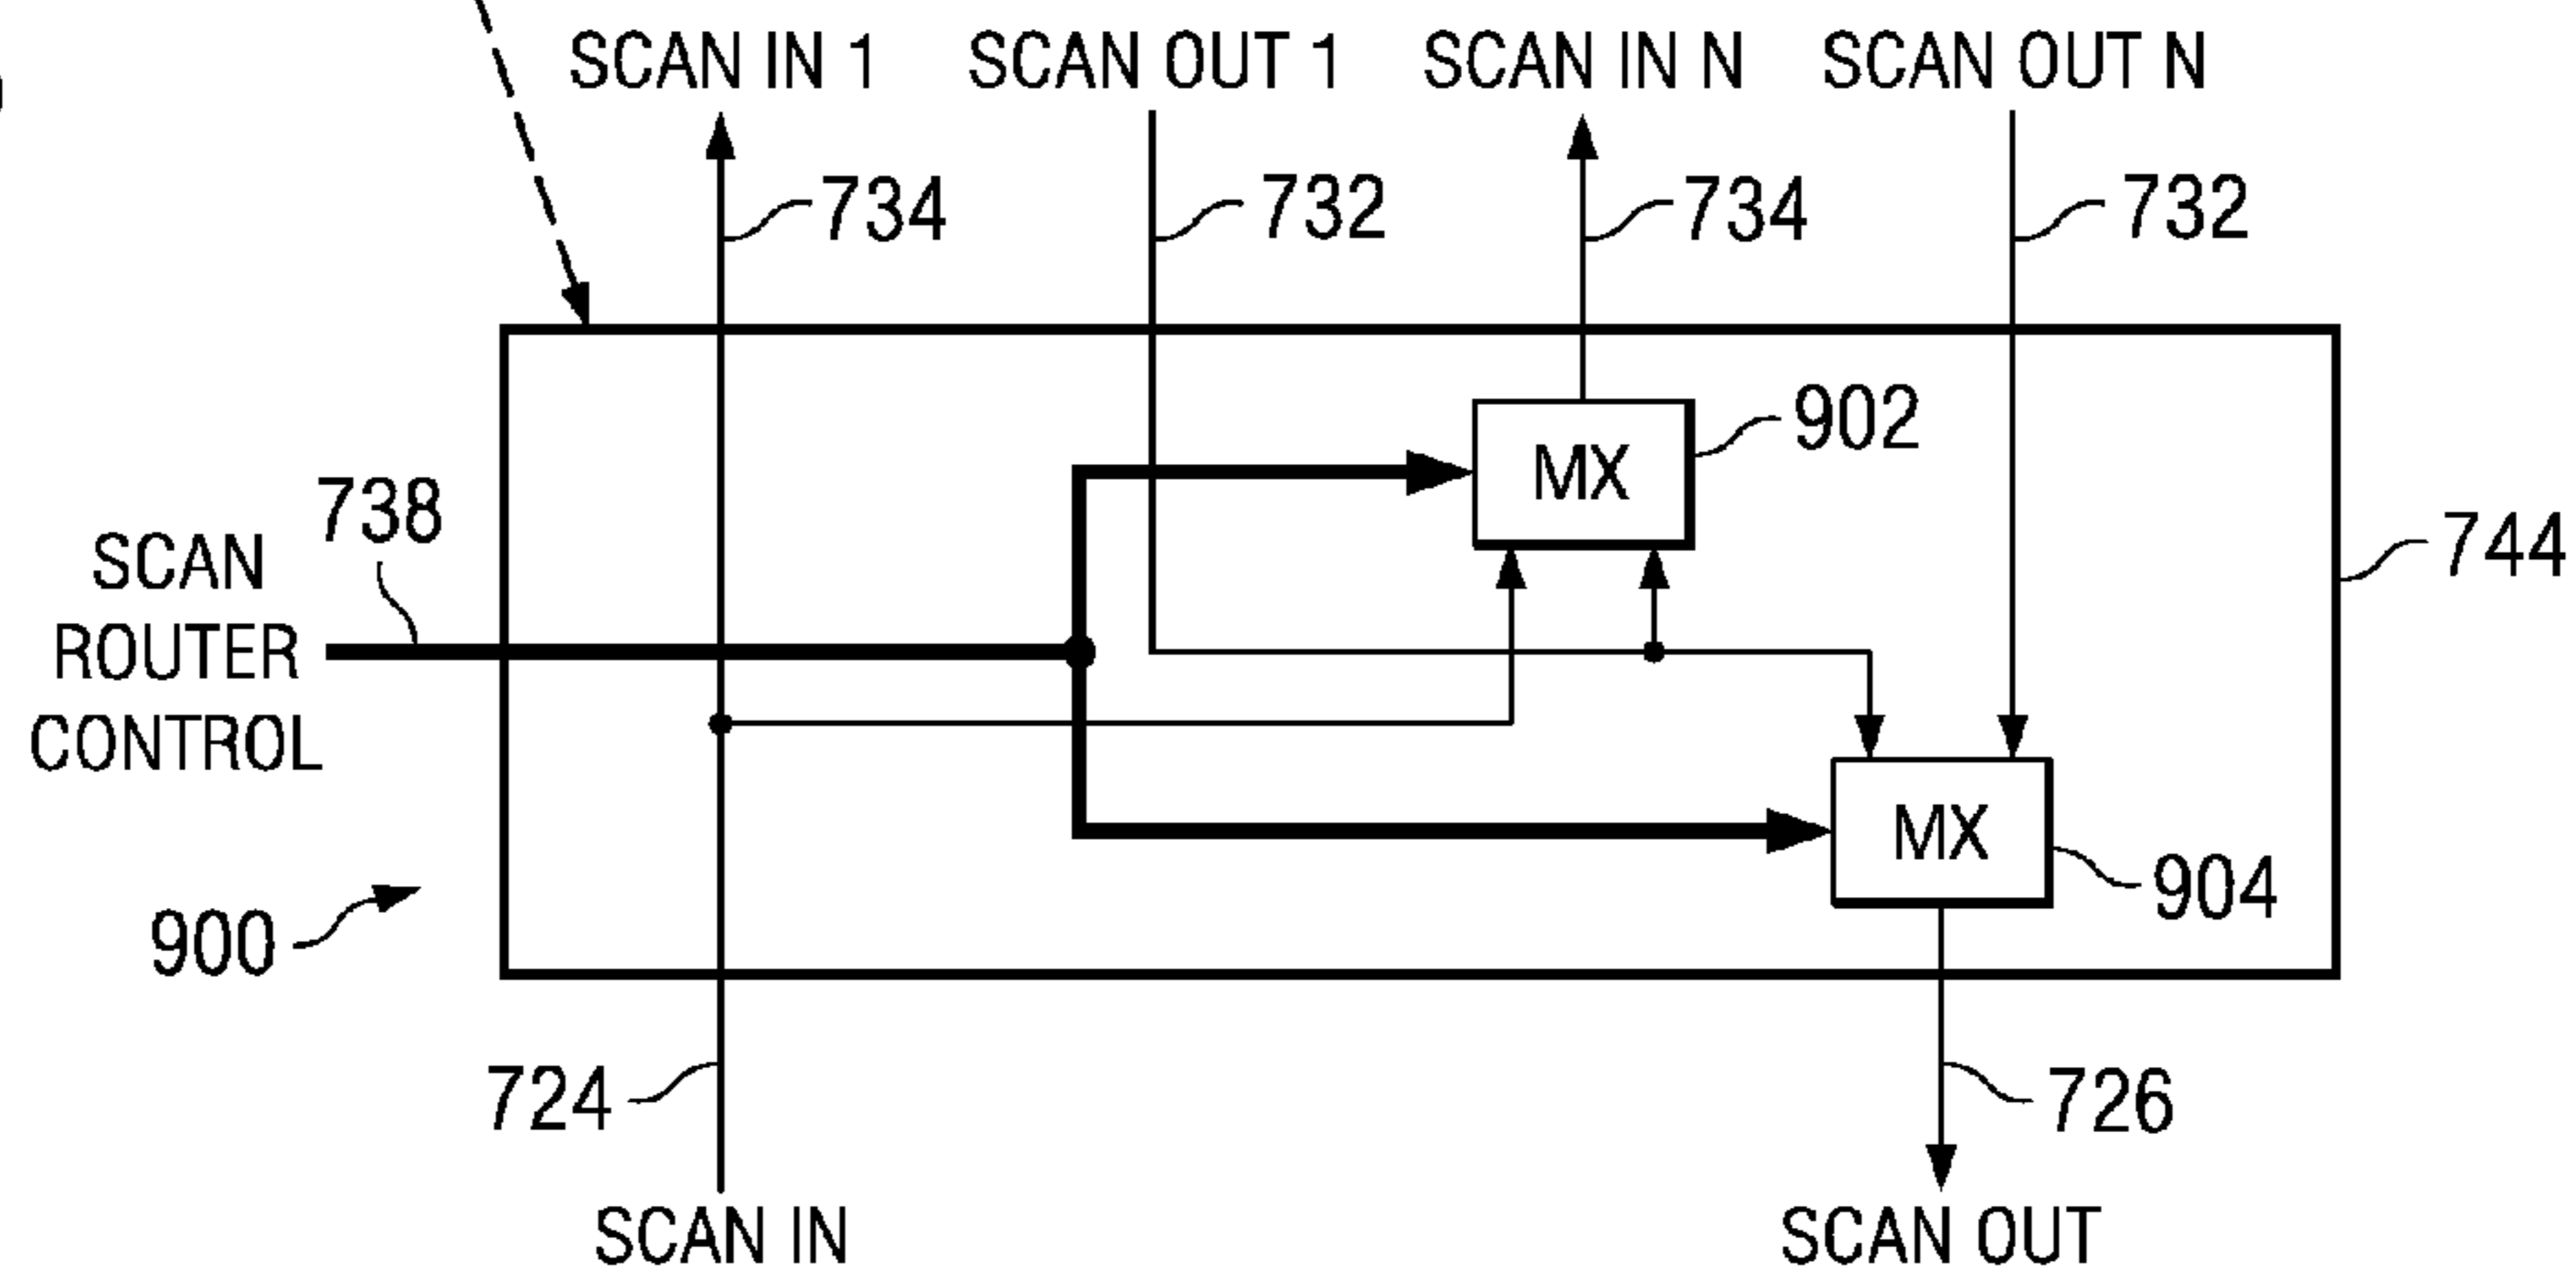 SCAN IN 1
SCAN OUT 1
SCAN IN N
SCAN OUT N
734
732
734
732
902
MX
738
SCAN
ROUTER
CONTROL
744
MX
904
900
724
726
SCAN IN
SCAN OUT